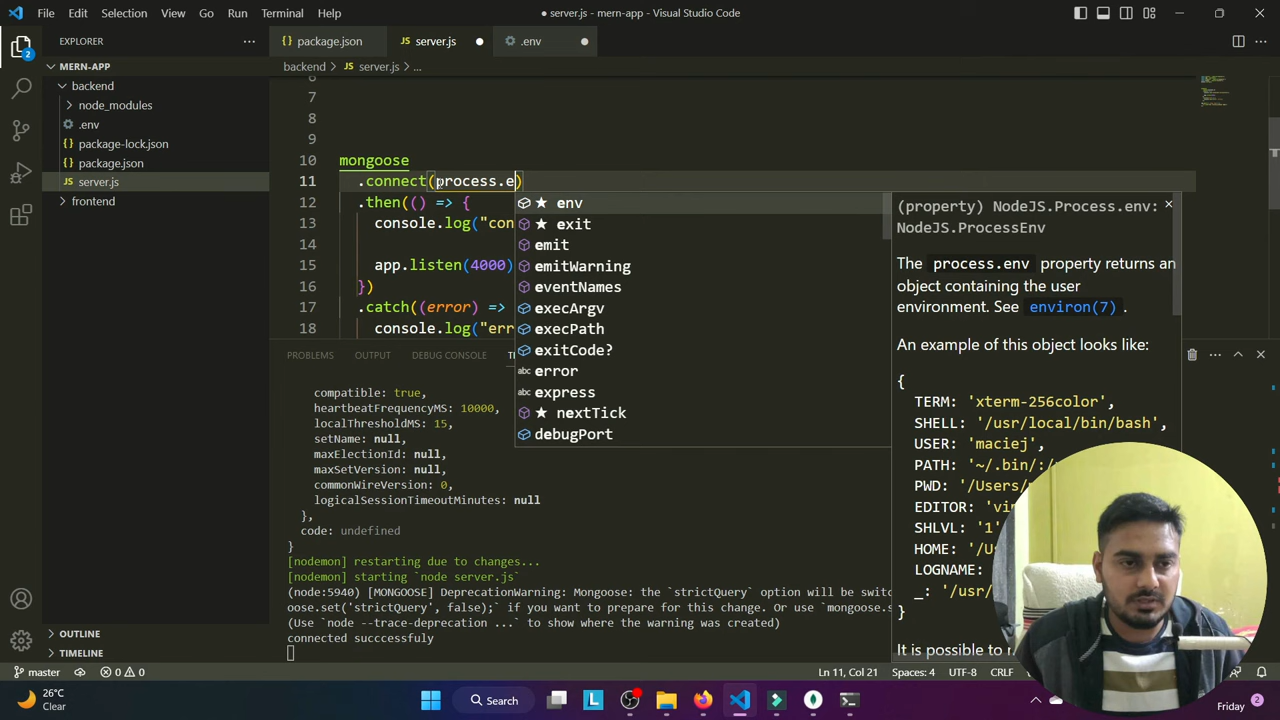 File Edit Selection View Go Run Terminal Help
● server.js - mern-app - Visual Studio Code
EXPLORER
package.json
server.js
.env
MERN-APP
backend
node_modules
.env
package-lock.json
package.json
server.js
frontend
OUTLINE
TIMELINE
backend > server.js > ...
7
8
9
10 mongoose
11 .connect(process.e)
12 .then(() => {
13 console.log("con
14
15 app.listen(4000)
16 })
17 .catch((error) =>
18 console.log("err
★ env
★ exit
emit
emitWarning
eventNames
execArgv
execPath
exitCode?
abc error
abc express
★ nextTick
debugPort
(property) NodeJS.Process.env:
NodeJS.ProcessEnv
The process.env property returns an
object containing the user
environment. See environ(7) .
An example of this object looks like:
{
TERM: 'xterm-256color',
SHELL: '/usr/local/bin/bash',
USER: 'maciej',
PATH: '~/.bin/:/
PWD: '/Users/
EDITOR: 'vi
SHLVL: '1'
HOME: '/U
LOGNAME:
_: '/usr/
}
It is possible to
PROBLEMS OUTPUT DEBUG CONSOLE
compatible: true,
heartbeatFrequencyMS: 10000,
localThresholdMS: 15,
setName: null,
maxElectionId: null,
maxSetVersion: null,
commonWireVersion: 0,
logicalSessionTimeoutMinutes: null
},
code: undefined
}
[nodemon] restarting due to changes...
[nodemon] starting `node server.js`
(node:5940) [MONGOOSE] DeprecationWarning: Mongoose: the `strictQuery` option will be switc
oose.set('strictQuery', false);` if you want to prepare for this change. Or use `mongoose.s
(Use `node --trace-deprecation ...` to show where the warning was created)
connected succcessfuly
master 0 0
Ln 11, Col 21 Spaces: 4 UTF-8 CRLF
26°C
Clear
Search
Friday
2